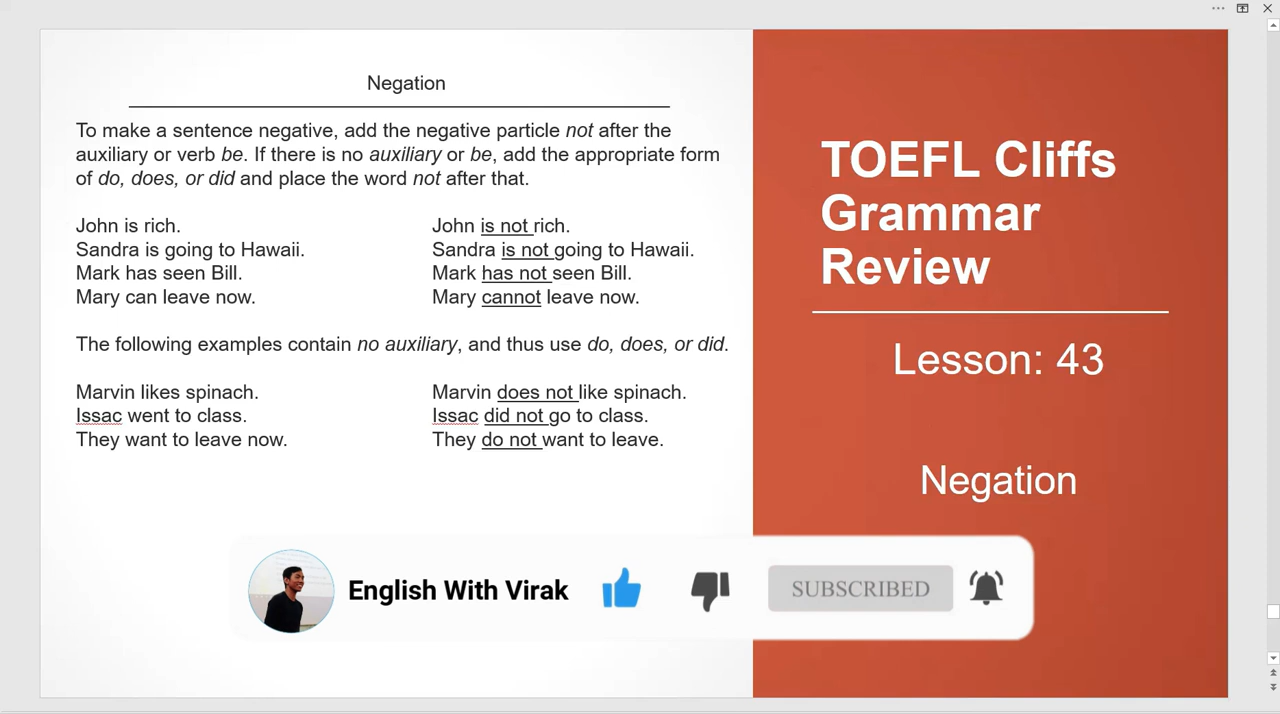 Negation
To make a sentence negative, add the negative particle not after the
auxiliary or verb be. If there is no auxiliary or be, add the appropriate form
of do, does, or did and place the word not after that.
John is rich. John is not rich.
Sandra is going to Hawaii. Sandra is not going to Hawaii.
Mark has seen Bill. Mark has not seen Bill.
Mary can leave now. Mary cannot leave now.
The following examples contain no auxiliary, and thus use do, does, or did.
Marvin likes spinach. Marvin does not like spinach.
Issac went to class. Issac did not go to class.
They want to leave now. They do not want to leave.
TOEFL Cliffs
Grammar
Review
Lesson: 43
Negation
English With Virak
SUBSCRIBED